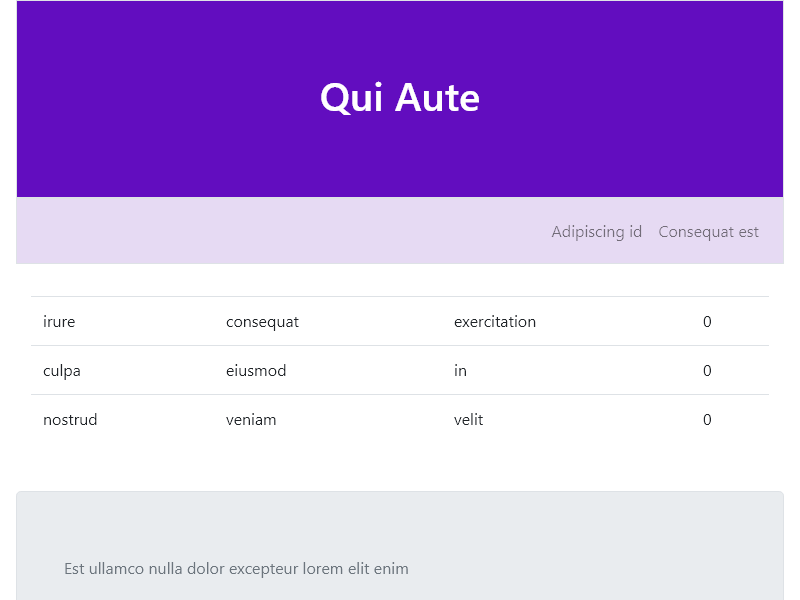 Qui Aute
Adipiscing id Consequat est
irure consequat exercitation 0
culpa eiusmod in 0
nostrud veniam velit 0
Est ullamco nulla dolor excepteur lorem elit enim